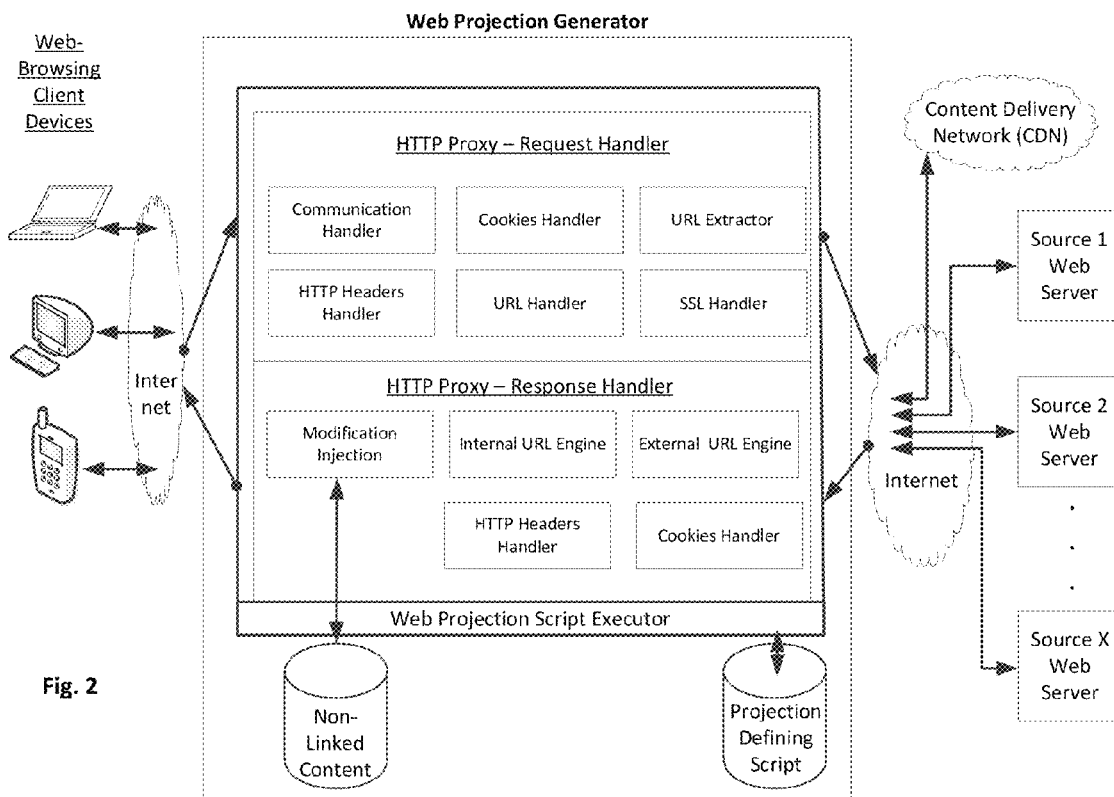 Web Projection Generator
Web-
Browsing
Client
Devices
Inter
net
HTTP Proxy – Request Handler
Communication
Handler
Cookies Handler
URL Extractor
HTTP Headers
Handler
URL Handler
SSL Handler
HTTP Proxy – Response Handler
Modification
Injection
Internal URL Engine
External URL Engine
HTTP Headers
Handler
Cookies Handler
Web Projection Script Executor
Non-
Linked
Content
Projection
Defining
Script
Content Delivery
Network (CDN)
Internet
Source 1
Web
Server
Source 2
Web
Server
.
.
.
Source X
Web
Server
Fig. 2